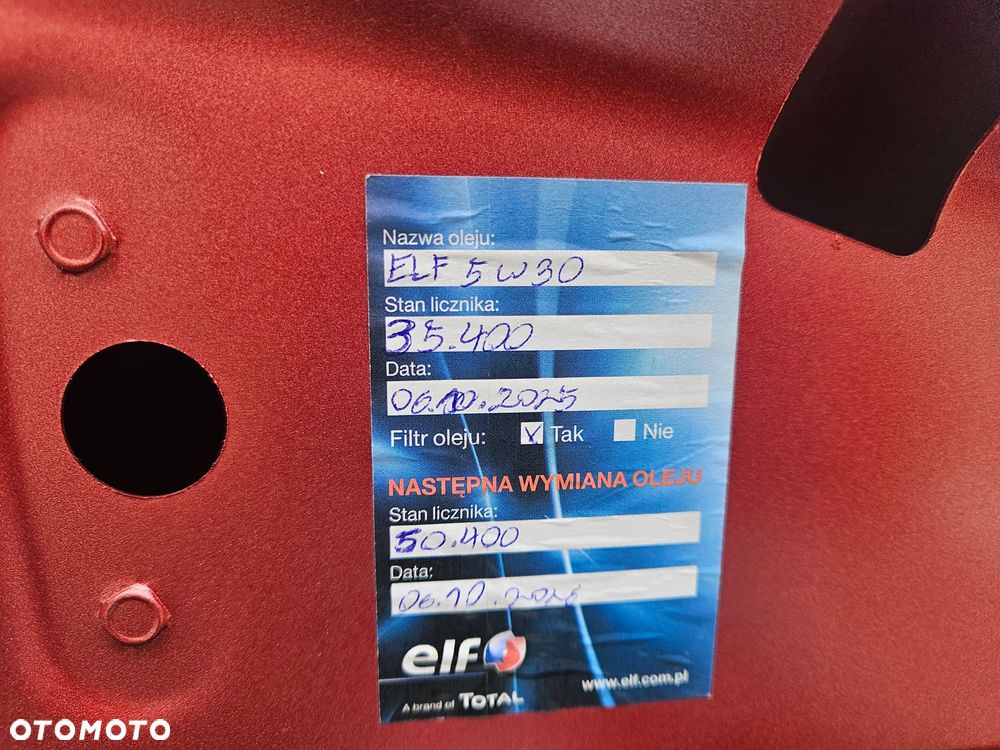 Nazwa oleju:
ELF 5W30
Stan licznika:
35.400
Data:
06.10.2025
Filtr oleju: Tak Nie
NASTĘPNA WYMIANA OLEJU
Stan licznika:
50.400
Data:
06.10.2026
elf
A brand of TOTAL
www.elf.com.pl
OTOMOTO